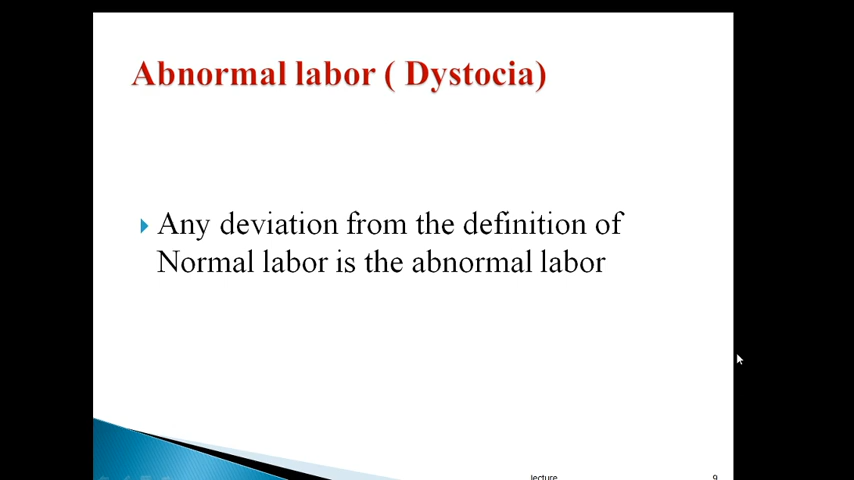 Abnormal labor ( Dystocia)
Any deviation from the definition of
Normal labor is the abnormal labor
lecture
9